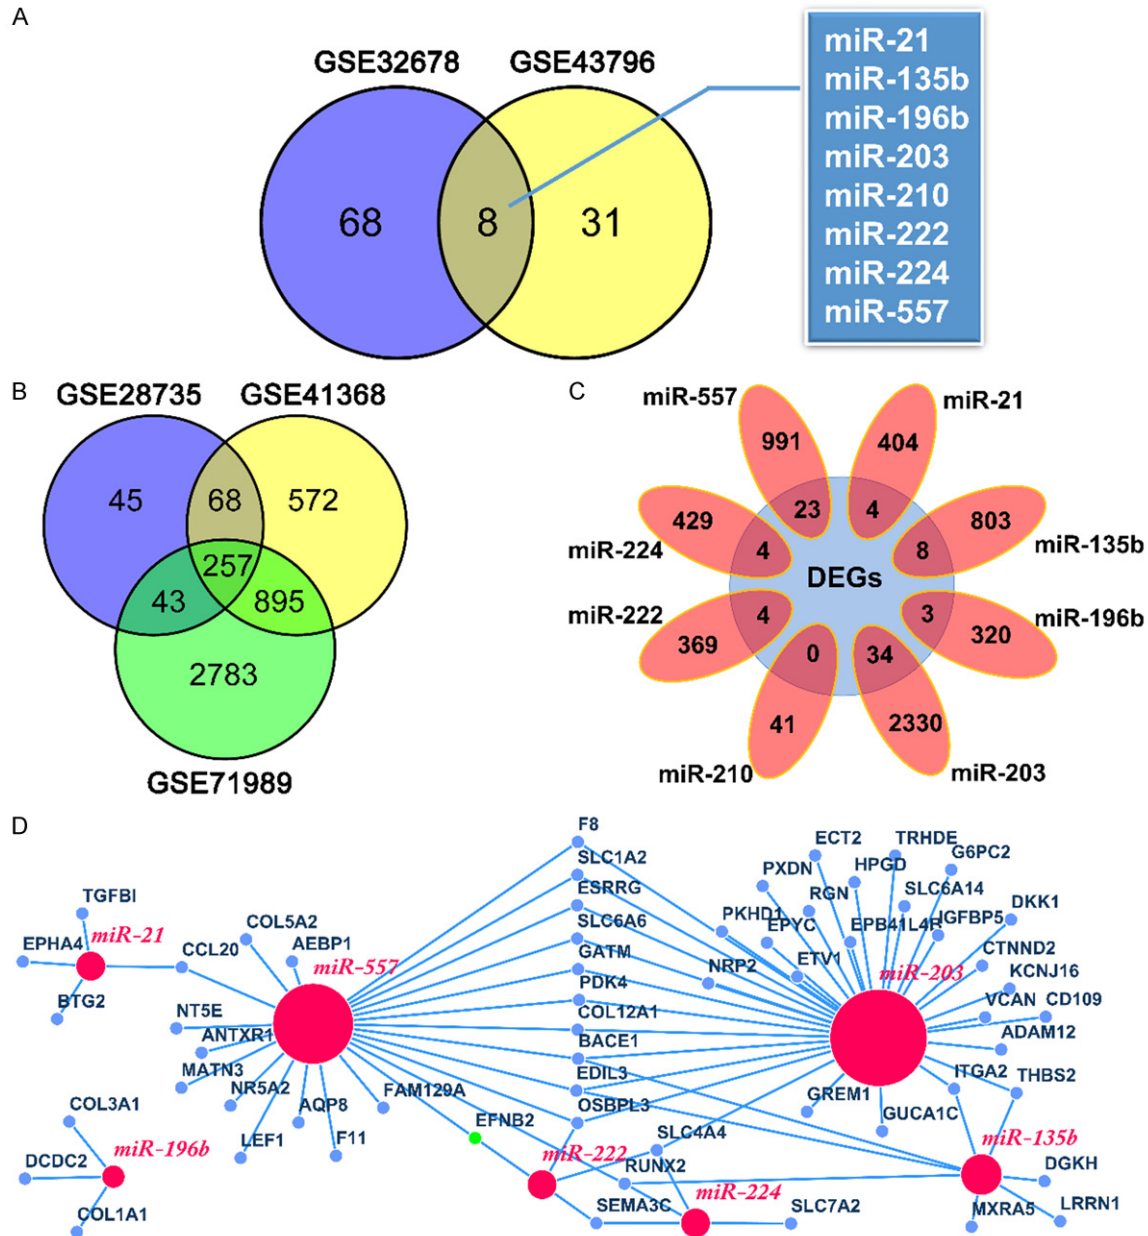 A
GSE32678
GSE43796
68
8
31
miR-21
miR-135b
miR-196b
miR-203
miR-210
miR-222
miR-224
miR-557
B
GSE28735
GSE41368
45
68
572
257
43
895
2783
GSE71989
C
miR-557
miR-21
991
404
429
23
4
803
miR-224
4
8
miR-135b
DEGs
miR-222
4
3
miR-196b
369
0
34
320
41
2330
miR-210
miR-203
D
F8
SLC1A2
ESRRG
SLC6A6
GATM
PDK4
COL12A1
BACE1
EDIL3
OSBPL3
TGFBI
EPHA4
miR-21
BTG2
CCL20
COL5A2
AEBP1
miR-557
NT5E
ANTXR1
MATN3
NR5A2
LEF1
AQP8
F11
FAM129A
EFNB2
COL3A1
miR-196b
DCDC2
COL1A1
miR-222
SLC4A4
RUNX2
SEMA3C
miR-224
SLC7A2
ECT2
TRHDE
G6PC2
PXDN
HPGD
RGN
SLC6A14
DKK1
PKHD1
EPYC
EPB41L4B
IGFBP5
ETV1
CTNND2
NRP2
miR-203
KCNJ16
VCAN
CD109
ADAM12
ITGA2
THBS2
GREM1
GUCA1C
miR-135b
DGKH
MXRA5
LRRN1